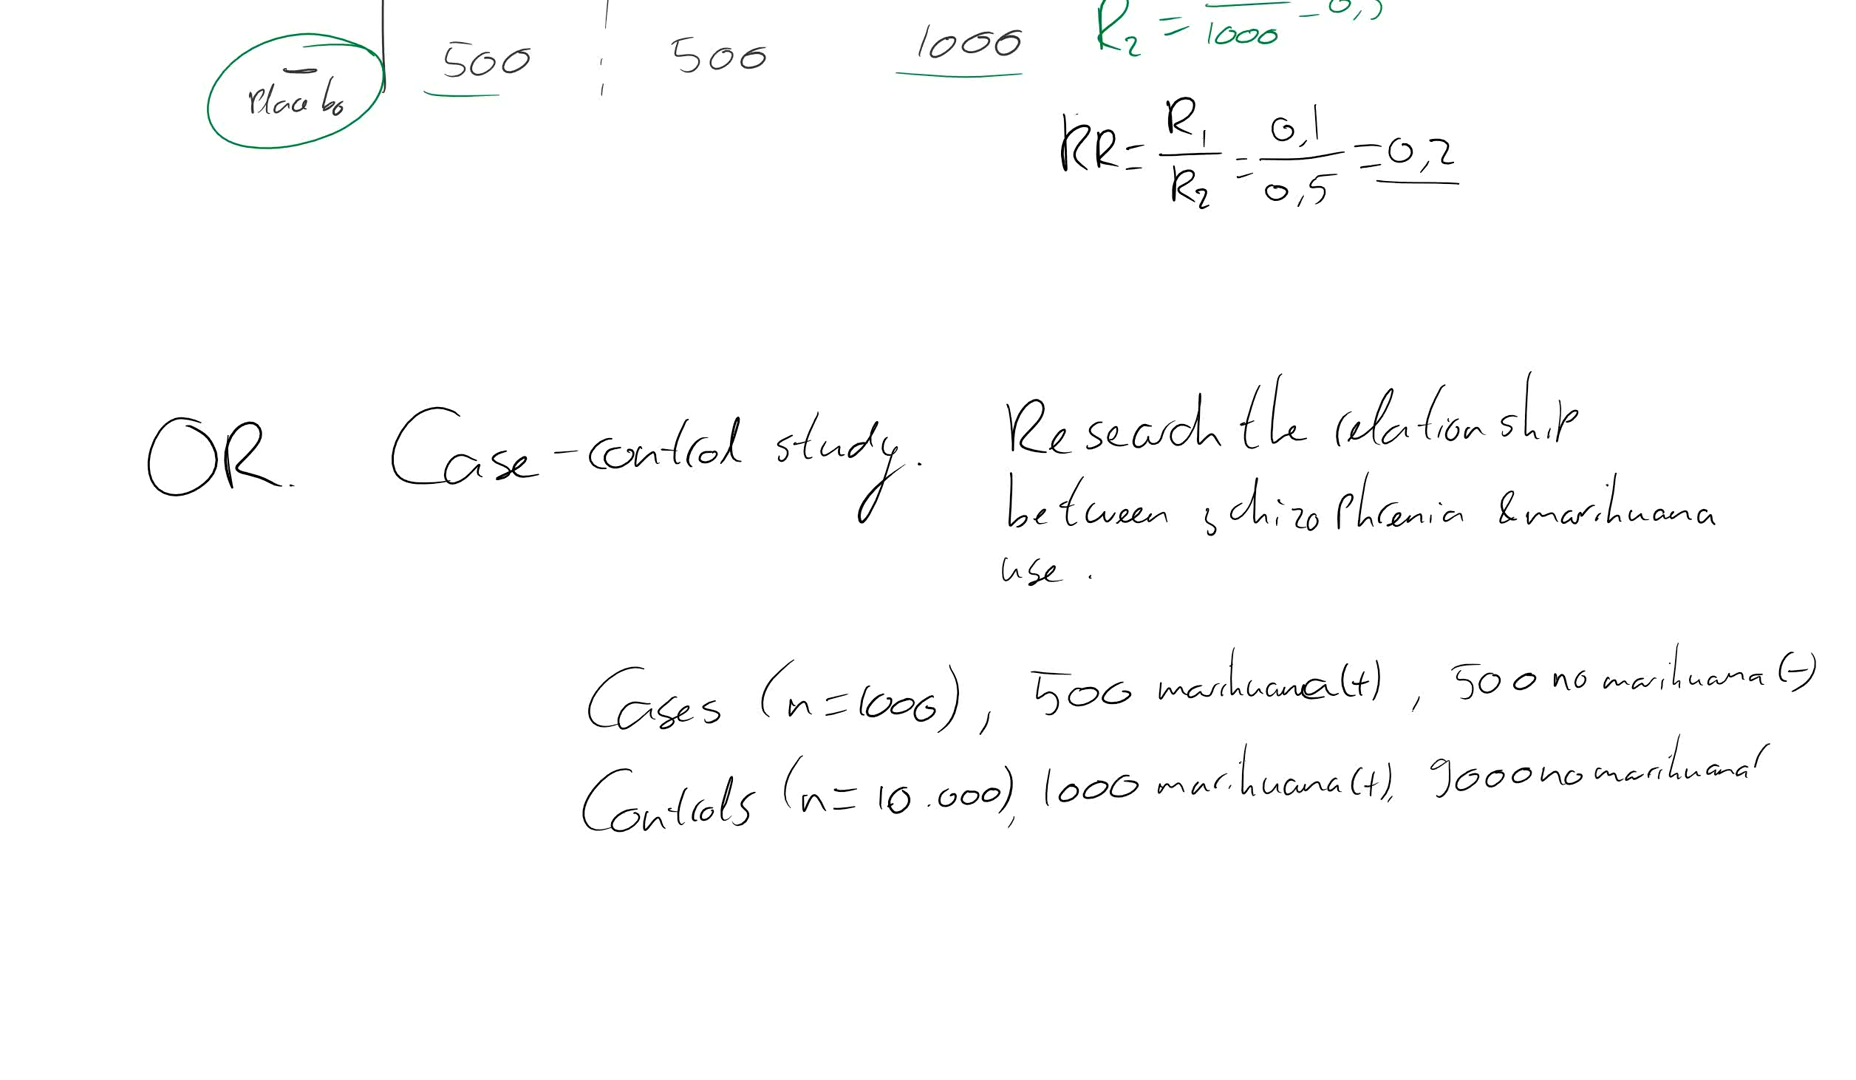 500 500 1000 R₂ = 1000
– Placebo
RR = R₁ / R₂ = 0,1 / 0,5 = 0,2
OR. Case-control study. Research the relationship
between schizophrenia & marihuana
use.
Cases (n=1000), 500 marihuana(+), 500 no marihuana(-)
Controls (n=10.000), 1000 marihuana(+), 9000 no marihuana(